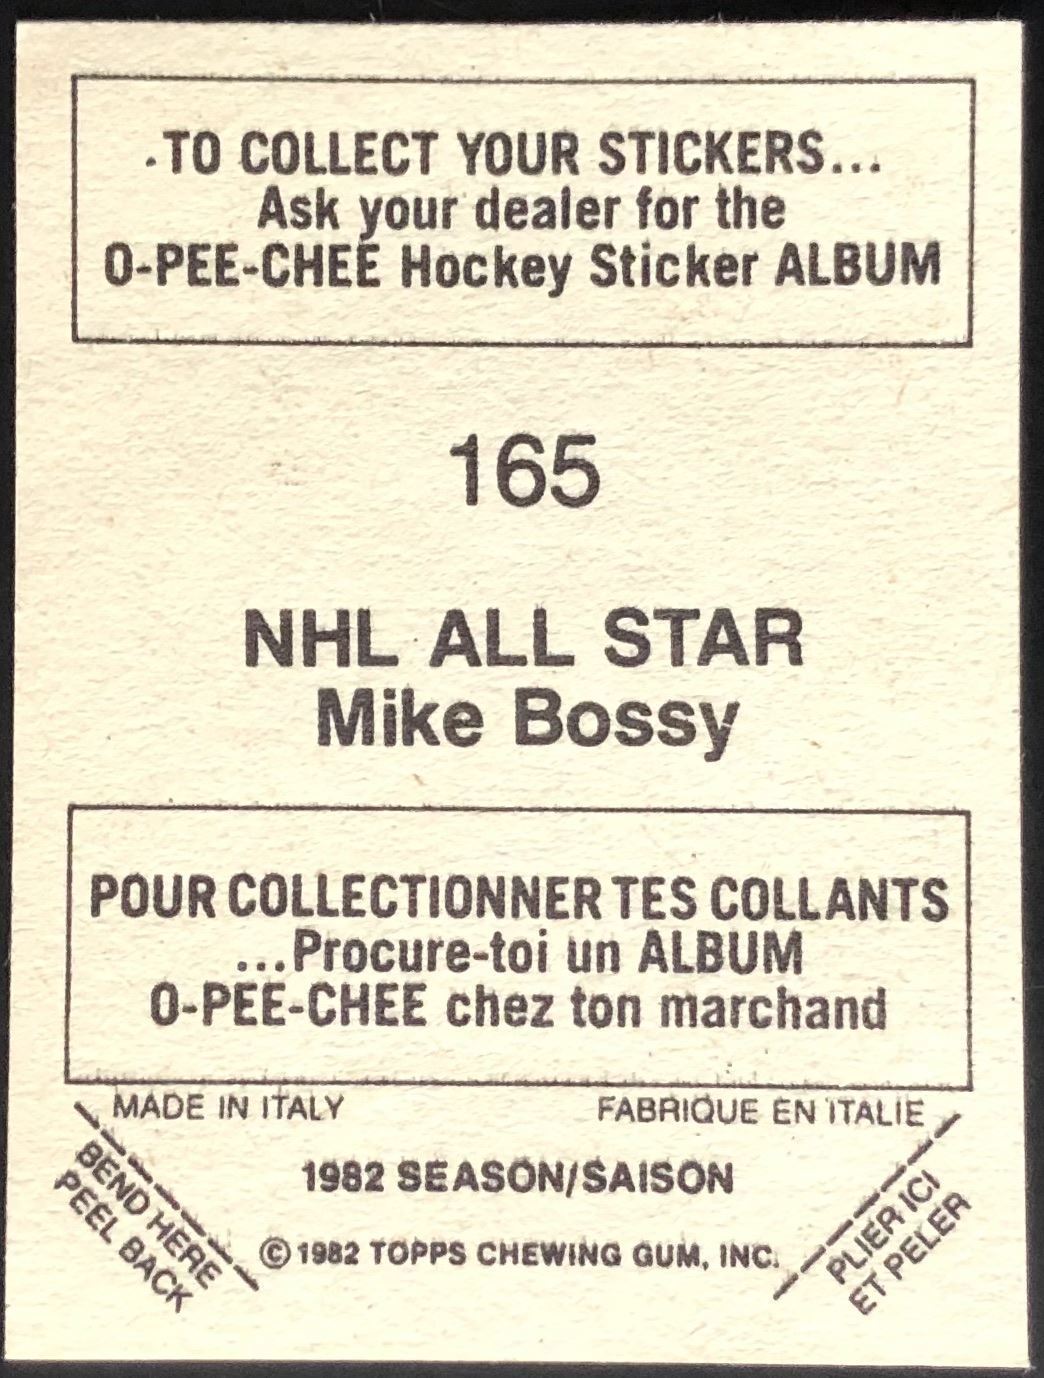 .TO COLLECT YOUR STICKERS...
Ask your dealer for the
O-PEE-CHEE Hockey Sticker ALBUM
165
NHL ALL STAR
Mike Bossy
POUR COLLECTIONNER TES COLLANTS
...Procure-toi un ALBUM
O-PEE-CHEE chez ton marchand
MADE IN ITALY
FABRIQUE EN ITALIE
BEND HERE
PEEL BACK
1982 SEASON/SAISON
© 1982 TOPPS CHEWING GUM, INC.
PLIER ICI
ET PELER